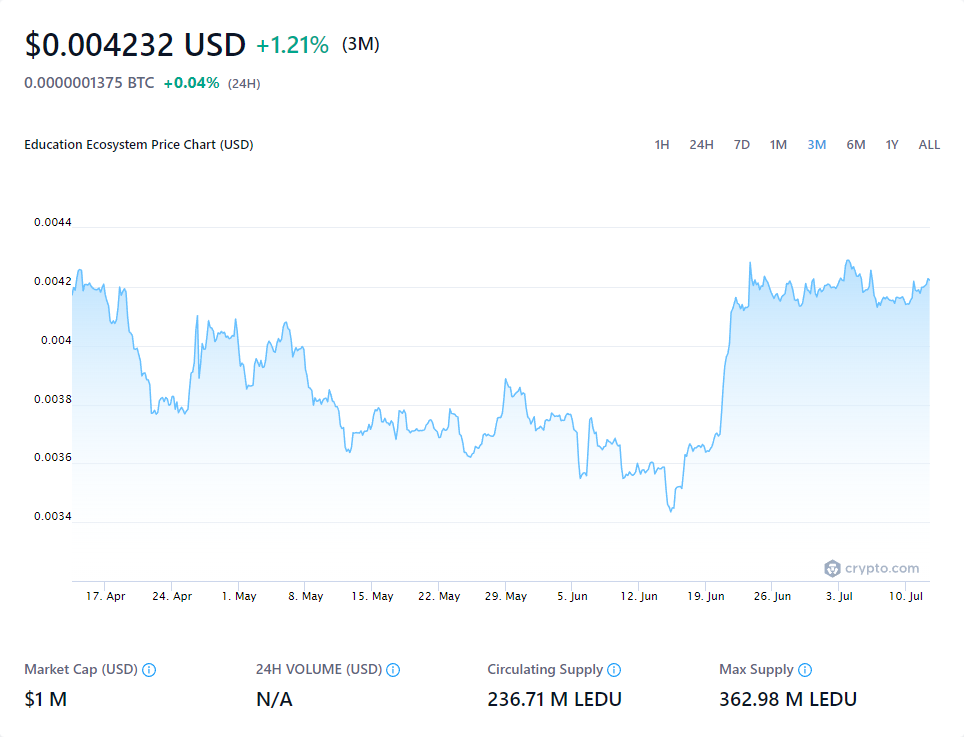 $0.004232 USD +1.21% (3M)
0.0000001375 BTC +0.04% (24H)
Education Ecosystem Price Chart (USD) 1H 24H 7D 1M 3M 6M 1Y ALL
0.0044
0.0042
0.004
0.0038
0.0036
0.0034
crypto.com
17. Apr 24. Apr 1. May 8. May 15. May 22. May 29. May 5. Jun 12. Jun 19. Jun 26. Jun 3. Jul 10. Jul
Market Cap (USD) 24H VOLUME (USD) Circulating Supply Max Supply
$1 M N/A 236.71 M LEDU 362.98 M LEDU